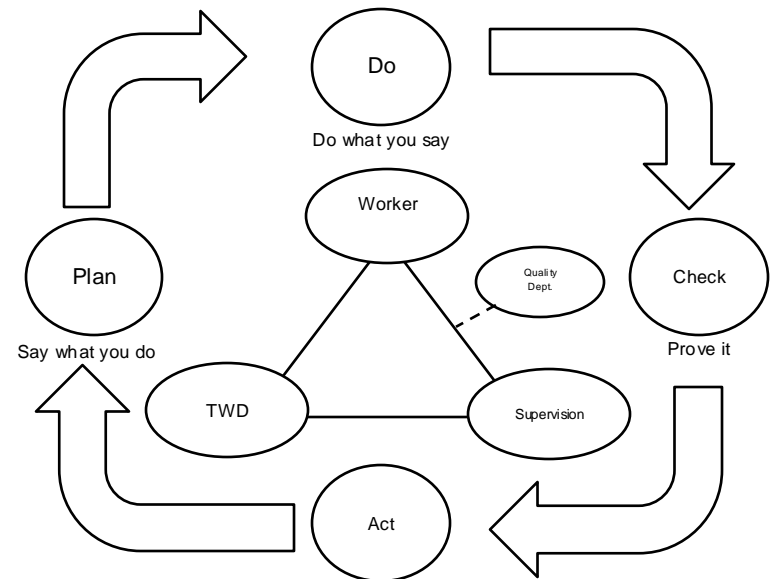 Do
Do what you say
Worker
Quality
Dept.
Plan
Check
Say what you do
Prove it
TWD
Supervision
Act